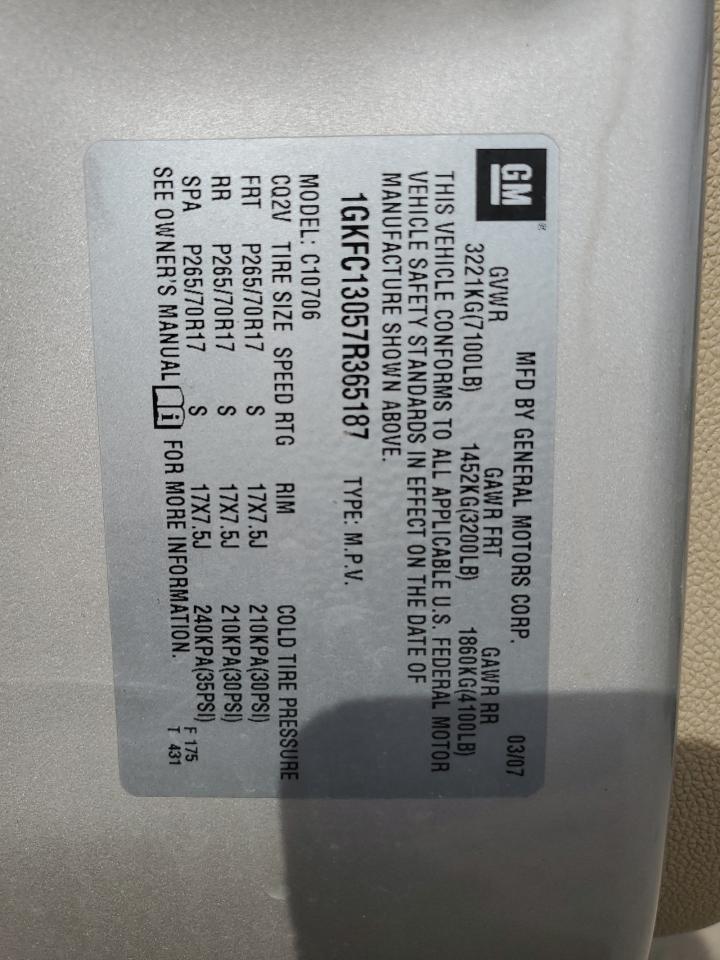 GM
MFD BY GENERAL MOTORS CORP. 03/07
GVWR GAWR FRT GAWR RR
3221KG(7100LB) 1452KG(3200LB) 1860KG(4100LB)
THIS VEHICLE CONFORMS TO ALL APPLICABLE U.S. FEDERAL MOTOR
VEHICLE SAFETY STANDARDS IN EFFECT ON THE DATE OF
MANUFACTURE SHOWN ABOVE.
1GKFC13057R365187 TYPE: M.P.V.
MODEL: C10706
CQ2V TIRE SIZE SPEED RTG RIM COLD TIRE PRESSURE
FRT P265/70R17 S 17X7.5J 210KPA(30PSI)
RR P265/70R17 S 17X7.5J 210KPA(30PSI)
SPA P265/70R17 S 17X7.5J 240KPA(35PSI) F 175
SEE OWNER'S MANUAL i FOR MORE INFORMATION. T 431